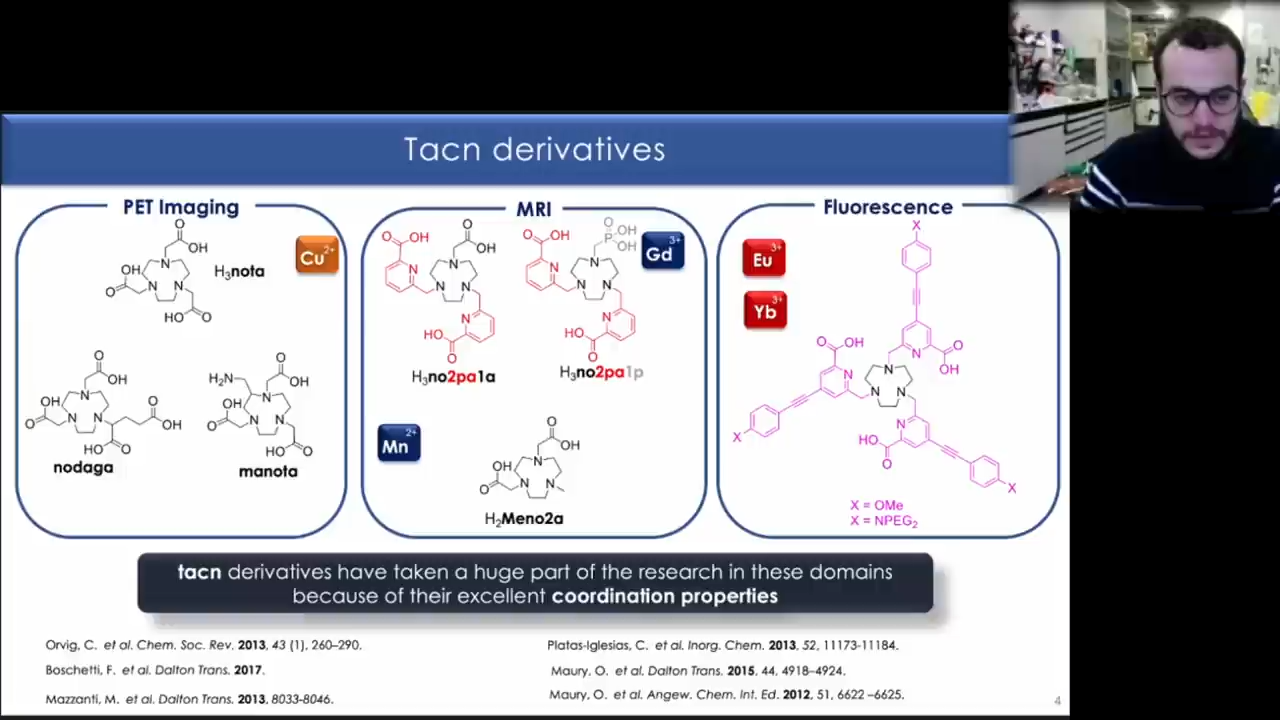 Tacn derivatives
PET Imaging
Cu2+
H3nota
nodaga
manota
MRI
Gd3+
H3no2pa1a
H3no2pa1p
Mn2+
H2Meno2a
Fluorescence
Eu3+
Yb3+
X = OMe
X = NPEG2
tacn derivatives have taken a huge part of the research in these domains
because of their excellent coordination properties
Orvig, C. et al. Chem. Soc. Rev. 2013, 43 (1), 260–290.
Boschetti, F. et al. Dalton Trans. 2017.
Mazzanti, M. et al. Dalton Trans. 2013, 8033-8046.
Platas-Iglesias, C. et al. Inorg. Chem. 2013, 52, 11173-11184.
Maury, O. et al. Dalton Trans. 2015, 44, 4918–4924.
Maury, O. et al. Angew. Chem. Int. Ed. 2012, 51, 6622 –6625.
4